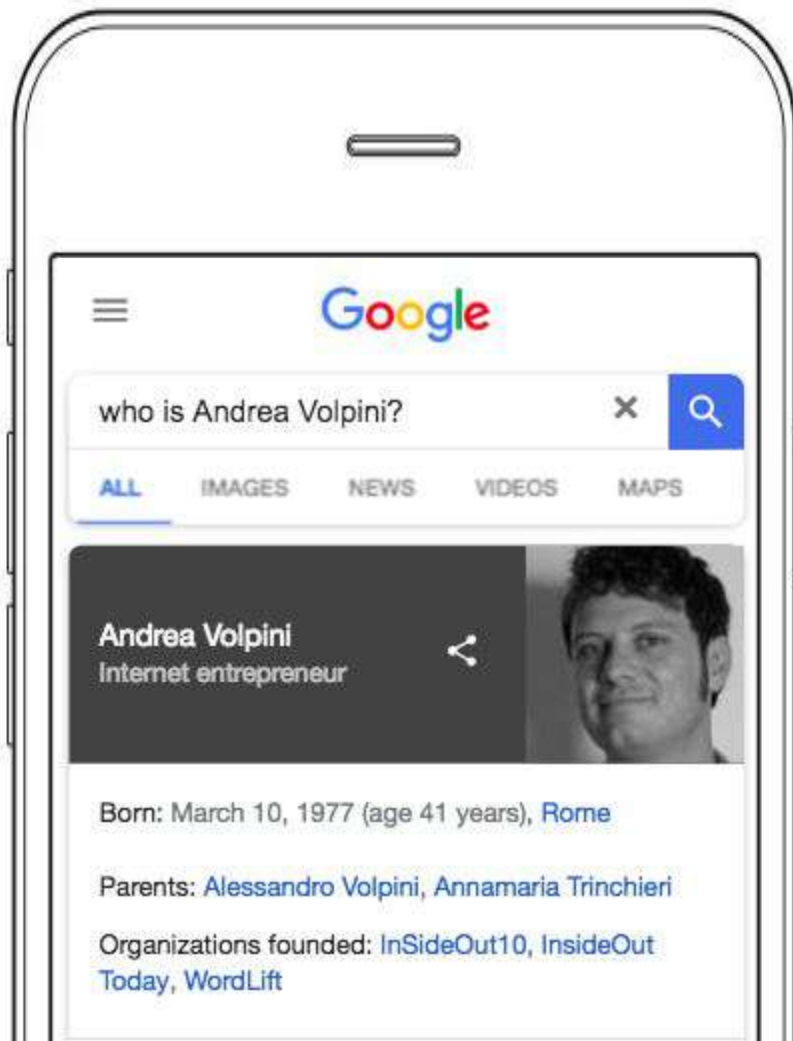 Google
who is Andrea Volpini?
ALL IMAGES NEWS VIDEOS MAPS
Andrea Volpini
Internet entrepreneur
Born: March 10, 1977 (age 41 years), Rome
Parents: Alessandro Volpini, Annamaria Trinchieri
Organizations founded: InSideOut10, InsideOut
Today, WordLift